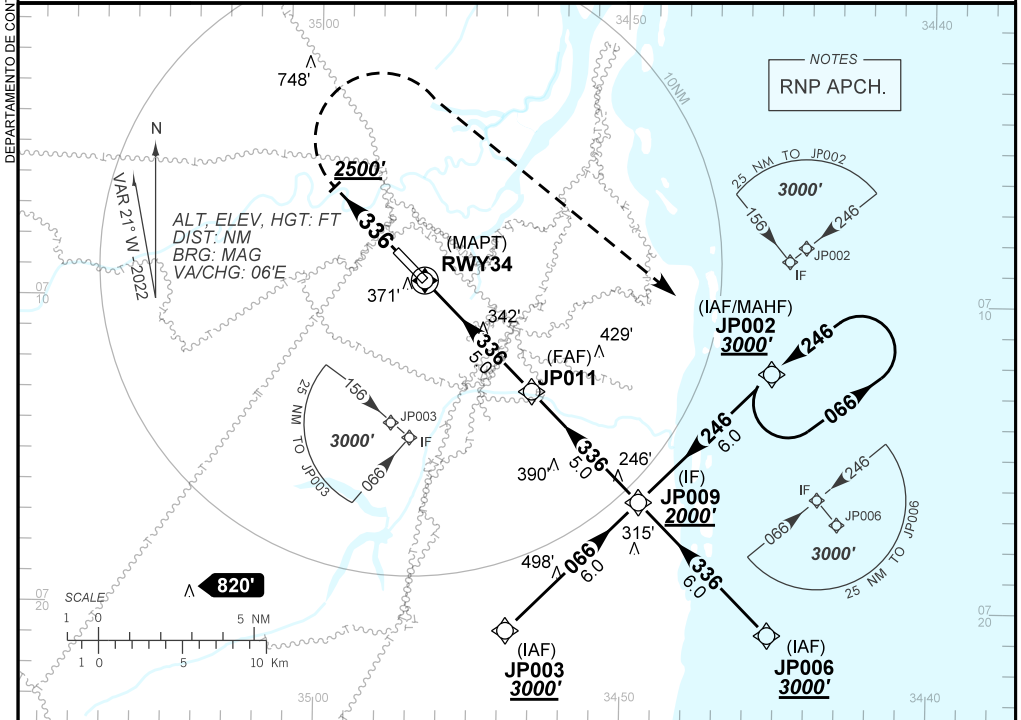 DEPARTAMENTO DE CON
35 00
34 50
34 40
10NM
NOTES
RNP APCH.
748'
N
VAR 21° W - 2022
ALT, ELEV, HGT: FT
DIST: NM
BRG: MAG
VA/CHG: 06'E
2500'
336
(MAPT)
RWY34
371'
342'
336
5.0
429'
(FAF)
JP011
25 NM TO JP002
3000'
156
246
JP002
IF
07
10
07
10
(IAF/MAHF)
JP002
3000'
246
066
246
6.0
25 NM TO JP003
156
JP003
3000'
IF
066
336
5.0
390'
246'
(IF)
JP009
2000'
315'
498'
066
6.0
336
6.0
IF
246
066
JP006
3000'
25 NM TO JP006
820'
SCALE
1 0 5 NM
1 0 5 10 Km
07
20
07
20
(IAF)
JP003
3000'
(IAF)
JP006
3000'
35 00
34 50
34 40